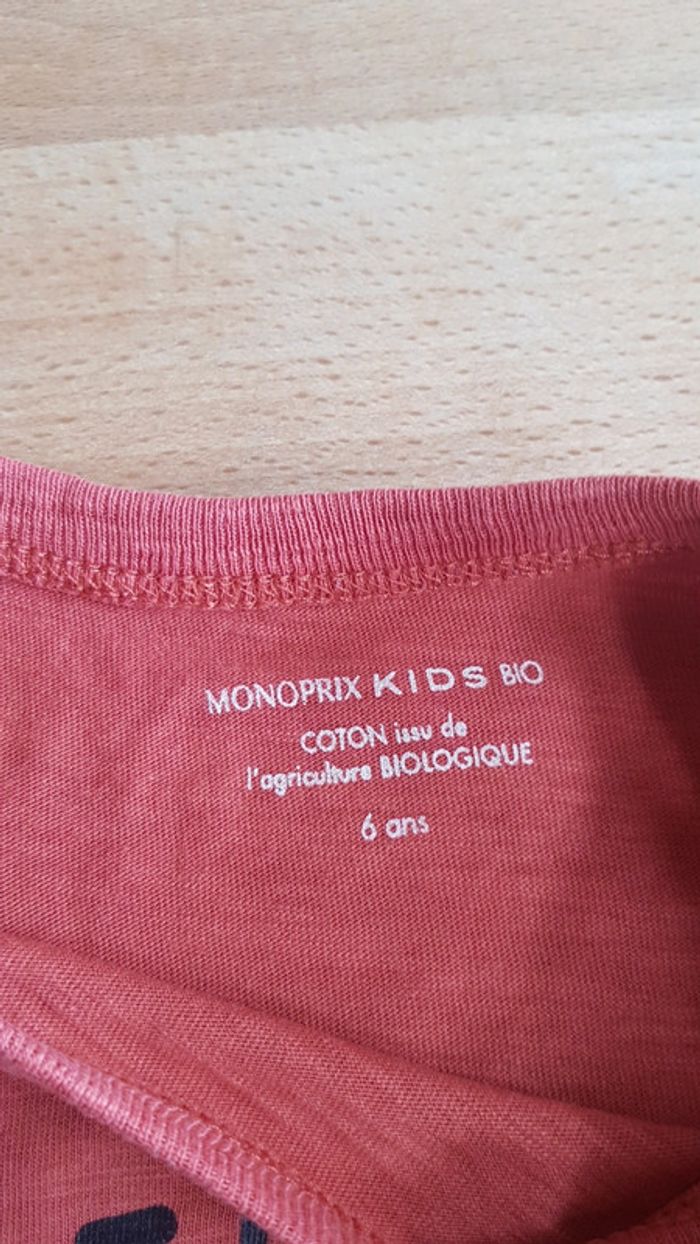 MONOPRIX KIDS BIO
COTON issu de
l'agriculture BIOLOGIQUE
6 ans